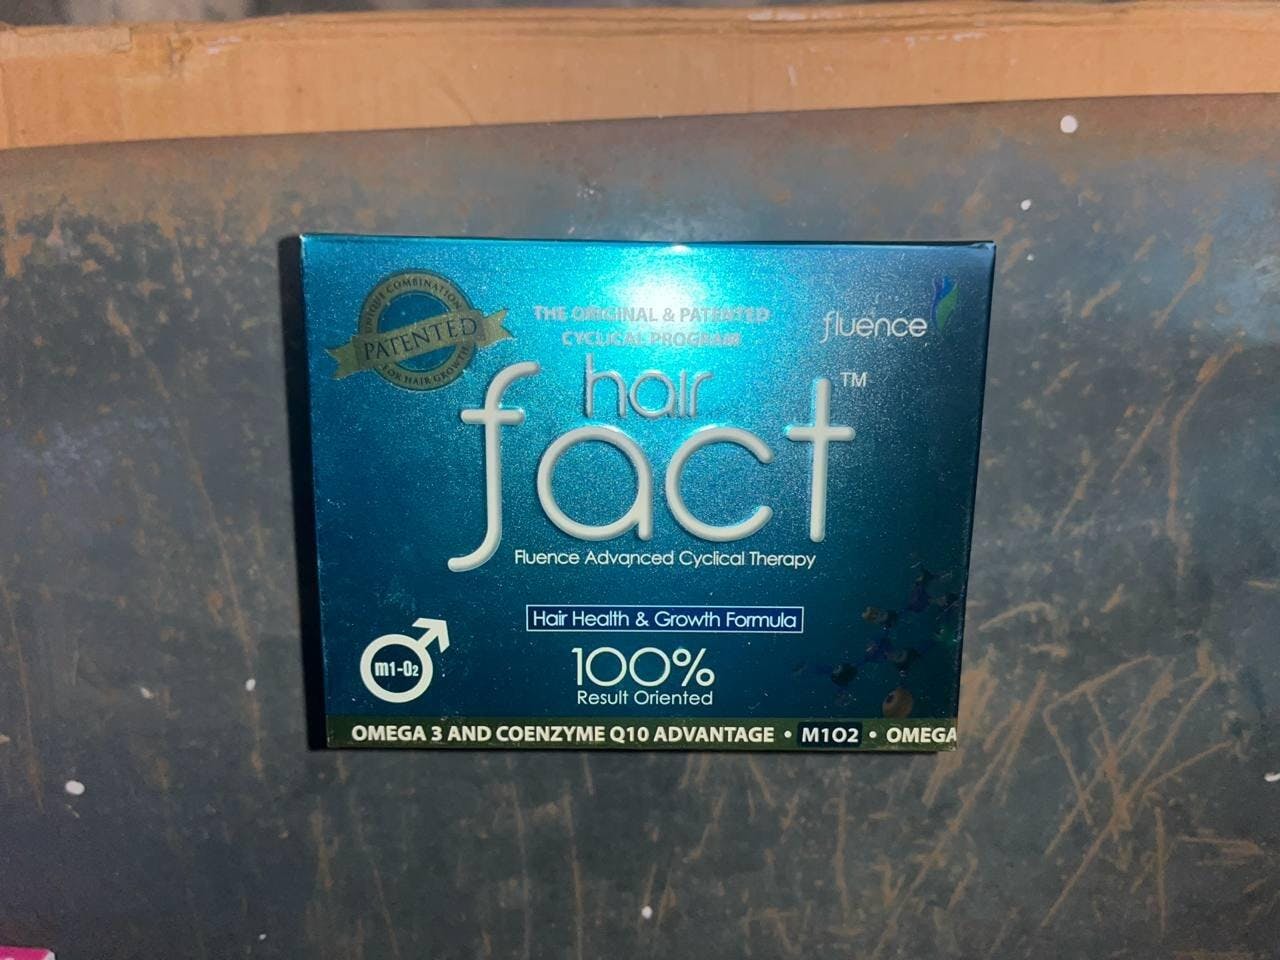 UNIQUE COMBINATION
PATENTED
FOR HAIR GROWTH
THE ORIGINAL & PATENTED
CYCLICAL PROGRAM
fluence
hair
fact™
Fluence Advanced Cyclical Therapy
Hair Health & Growth Formula
m1-O₂
100%
Result Oriented
OMEGA 3 AND COENZYME Q10 ADVANTAGE • M1O2 • OMEGA